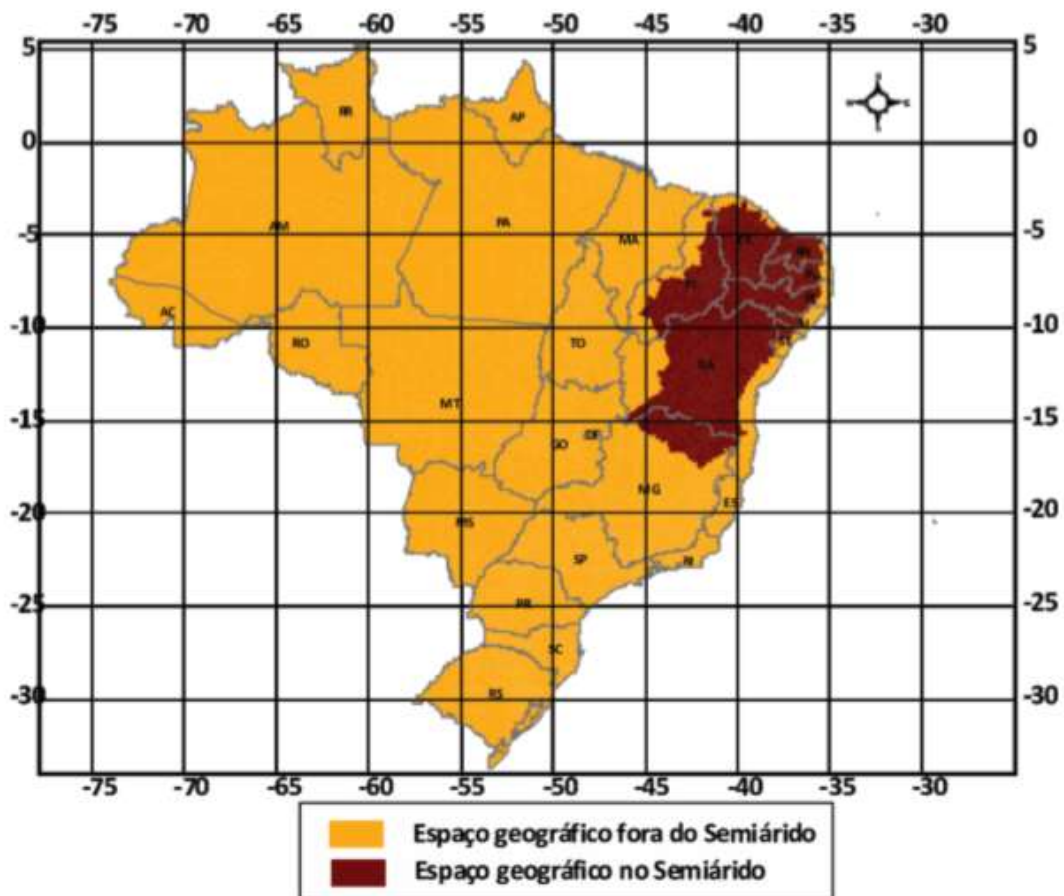 -75 -70 -65 -60 -55 -50 -45 -40 -35 -30
5 5
RR
AP
0 0
AM
PA
MA
-5 -5
AC
-10 -10
RO
TO
BA
MT
-15 -15
GO
DF
MG
ES
MS
-20 -20
SP
RJ
PR
-25 -25
SC
RS
-30 -30
-75 -70 -65 -60 -55 -50 -45 -40 -35 -30
Espaço geográfico fora do Semiárido
Espaço geográfico no Semiárido